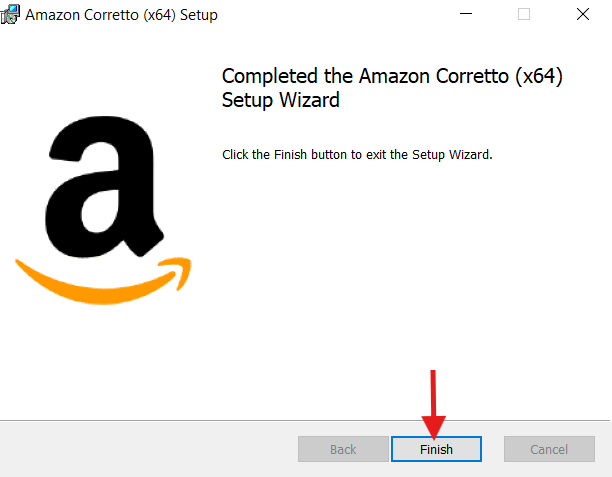 Amazon Corretto (x64) Setup
Completed the Amazon Corretto (x64)
Setup Wizard
Click the Finish button to exit the Setup Wizard.
Back
Finish
Cancel